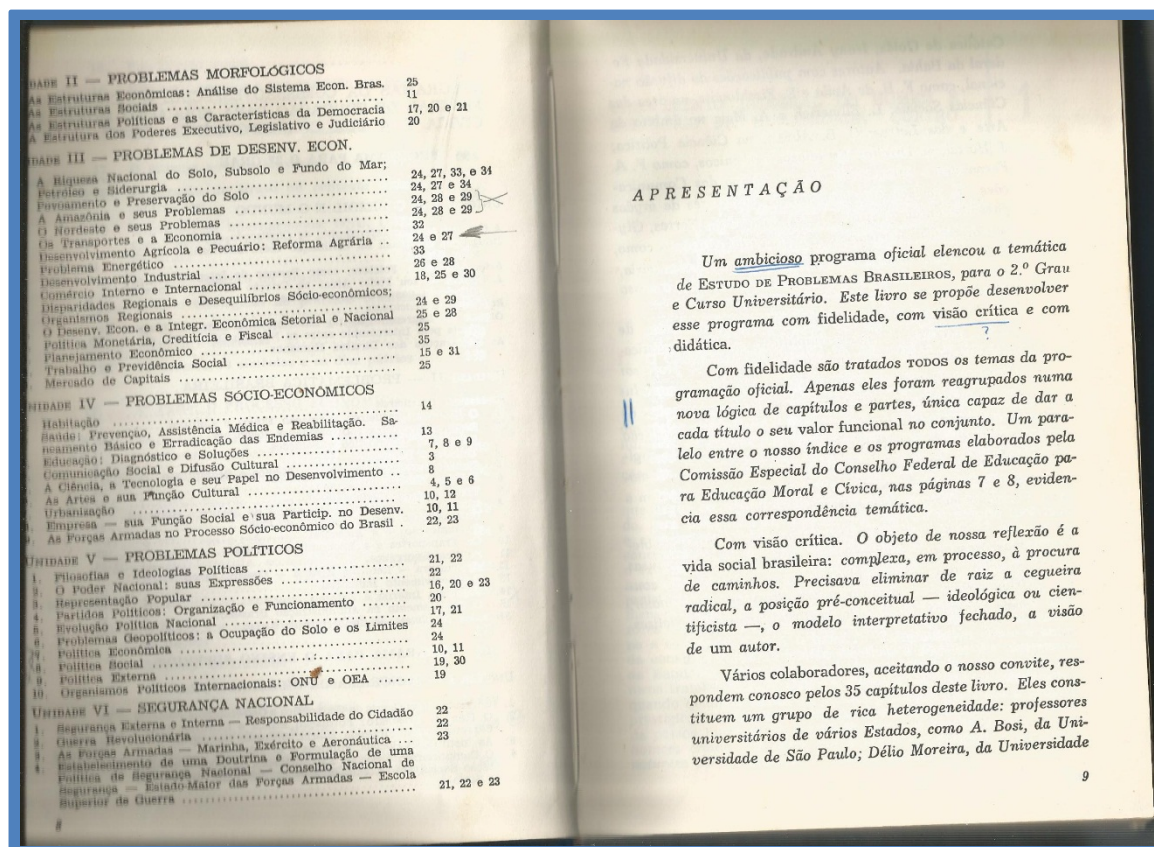 IDADE II — PROBLEMAS MORFOLÓGICOS
As Estruturas Econômicas: Análise do Sistema Econ. Bras. 25
As Estruturas Sociais ........ 11
As Estruturas Políticas e as Características da Democracia 17, 20 e 21
A Estrutura dos Poderes Executivo, Legislativo e Judiciário 20
IDADE III — PROBLEMAS DE DESENV. ECON.
A Riqueza Nacional do Solo, Subsolo e Fundo do Mar;
Petróleo e Siderurgia ........ 24, 27, 33, e 34
Povoamento e Preservação do Solo ........ 24, 27 e 34
A Amazônia e seus Problemas ........ 24, 28 e 29
O Nordeste e seus Problemas ........ 24, 28 e 29
Os Transportes e a Economia ........ 32
Desenvolvimento Agrícola e Pecuário: Reforma Agrária .. 24 e 27
Problema Energético ........ 33
Desenvolvimento Industrial ........ 26 e 28
Comércio Interno e Internacional ........ 18, 25 e 30
Disparidades Regionais e Desequilíbrios Sócio-econômicos;
Organismos Regionais ........ 24 e 29
O Desenv. Econ. e a Integr. Econômica Setorial e Nacional 25 e 28
Política Monetária, Creditícia e Fiscal ........ 25
Planejamento Econômico ........ 35
Trabalho e Previdência Social ........ 15 e 31
Mercado de Capitais ........ 25
UNIDADE IV — PROBLEMAS SÓCIO-ECONÔMICOS
Habitação ........ 14
Saúde: Prevenção, Assistência Médica e Reabilitação. Sa-
neamento Básico e Erradicação das Endemias ........ 13
Educação: Diagnóstico e Soluções ........ 7, 8 e 9
Comunicação Social e Difusão Cultural ........ 3
A Ciência, a Tecnologia e seu Papel no Desenvolvimento .. 8
As Artes e sua Função Cultural ........ 4, 5 e 6
Urbanização ........ 10, 12
Empresa — sua Função Social e sua Particip. no Desenv. 10, 11
As Forças Armadas no Processo Sócio-econômico do Brasil . 22, 23
UNIDADE V — PROBLEMAS POLÍTICOS
1. Filosofias e Ideologias Políticas ........ 21, 22
2. O Poder Nacional: suas Expressões ........ 22
3. Representação Popular ........ 16, 20 e 23
4. Partidos Políticos: Organização e Funcionamento ........ 20
5. Evolução Política Nacional ........ 17, 21
6. Problemas Geopolíticos: a Ocupação do Solo e os Limites 24
7. Política Econômica ........ 24
8. Política Social ........ 10, 11
9. Política Externa ........ 19, 30
10. Organismos Políticos Internacionais: ONU e OEA ...... 19
UNIDADE VI — SEGURANÇA NACIONAL
1. Segurança Externa e Interna — Responsabilidade do Cidadão 22
2. Guerra Revolucionária ........ 22
3. As Forças Armadas — Marinha, Exército e Aeronáutica ... 23
4. Estabelecimento de uma Doutrina e Formulação de uma
Política de Segurança Nacional — Conselho Nacional de
Segurança — Estado-Maior das Forças Armadas — Escola
Superior de Guerra ........ 21, 22 e 23
8
APRESENTAÇÃO
Um ambicioso programa oficial elencou a temática
de ESTUDO DE PROBLEMAS BRASILEIROS, para o 2.º Grau
e Curso Universitário. Este livro se propõe desenvolver
esse programa com fidelidade, com visão crítica e com
?
didática.
Com fidelidade são tratados TODOS os temas da pro-
gramação oficial. Apenas eles foram reagrupados numa
nova lógica de capítulos e partes, única capaz de dar a
cada título o seu valor funcional no conjunto. Um para-
lelo entre o nosso índice e os programas elaborados pela
Comissão Especial do Conselho Federal de Educação pa-
ra Educação Moral e Cívica, nas páginas 7 e 8, eviden-
cia essa correspondência temática.
Com visão crítica. O objeto de nossa reflexão é a
vida social brasileira: complexa, em processo, à procura
de caminhos. Precisava eliminar de raiz a cegueira
radical, a posição pré-conceitual — ideológica ou cien-
tificista —, o modelo interpretativo fechado, a visão
de um autor.
Vários colaboradores, aceitando o nosso convite, res-
pondem conosco pelos 35 capítulos deste livro. Eles cons-
tituem um grupo de rica heterogeneidade: professores
universitários de vários Estados, como A. Bosi, da Uni-
versidade de São Paulo; Délio Moreira, da Universidade
9